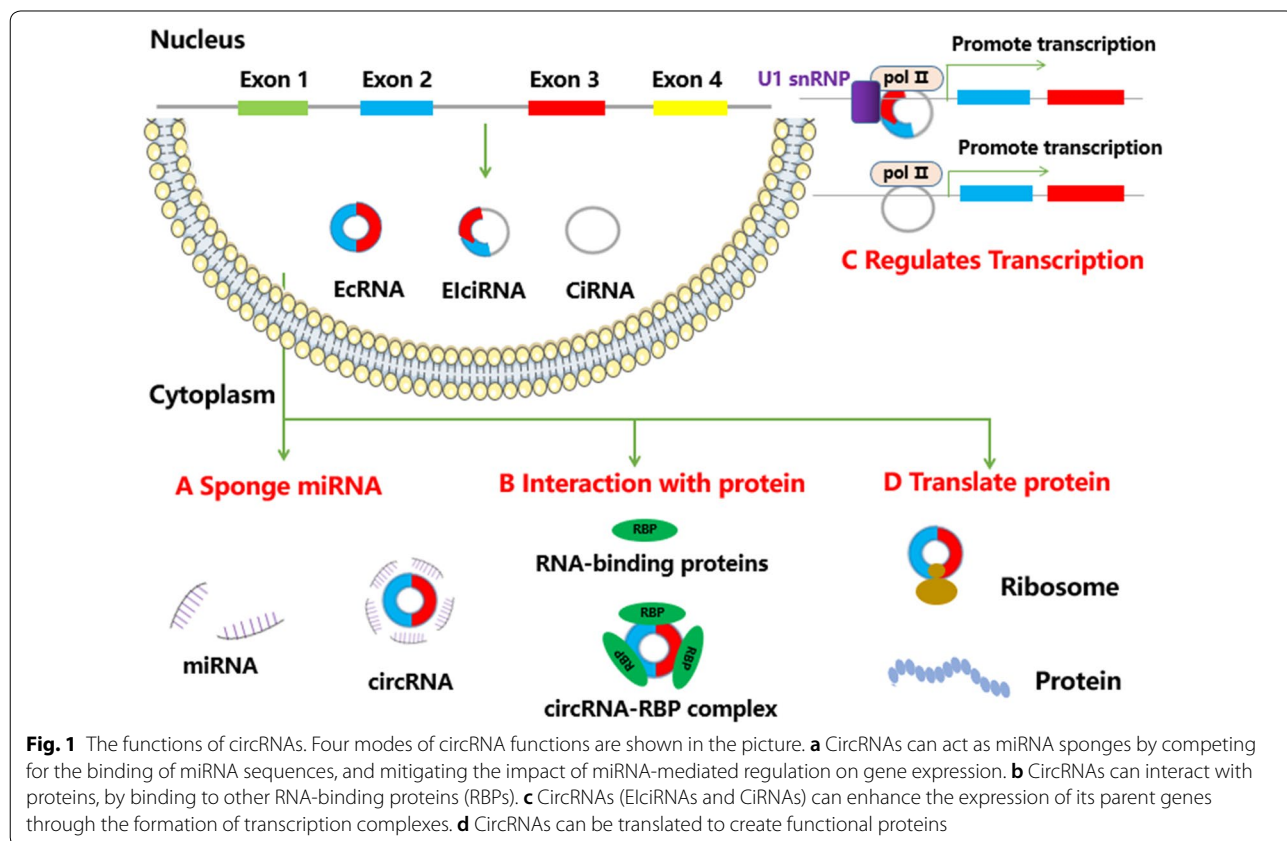 Nucleus
Exon 1
Exon 2
Exon 3
Exon 4
U1 snRNP
pol II
Promote transcription
Promote transcription
pol II
C Regulates Transcription
EcRNA
EIciRNA
CiRNA
Cytoplasm
A Sponge miRNA
B Interaction with protein
D Translate protein
RBP
RNA-binding proteins
Ribosome
miRNA
circRNA
RBP
RBP
RBP
circRNA-RBP complex
Protein
Fig. 1 The functions of circRNAs. Four modes of circRNA functions are shown in the picture. a CircRNAs can act as miRNA sponges by competing
for the binding of miRNA sequences, and mitigating the impact of miRNA-mediated regulation on gene expression. b CircRNAs can interact with
proteins, by binding to other RNA-binding proteins (RBPs). c CircRNAs (EIciRNAs and CiRNAs) can enhance the expression of its parent genes
through the formation of transcription complexes. d CircRNAs can be translated to create functional proteins